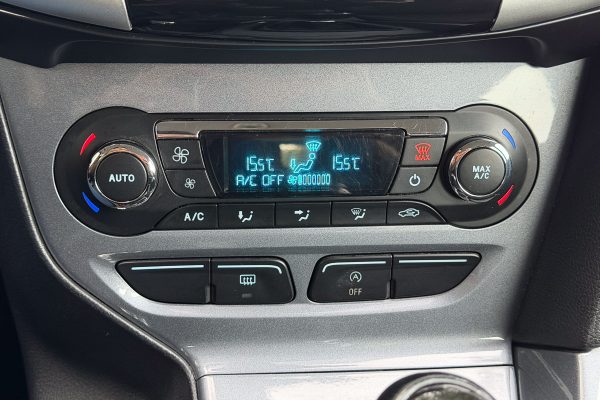 15.5°C 15.5°C
A/C OFF
AUTO
MAX
MAX
A/C
A/C
OFF